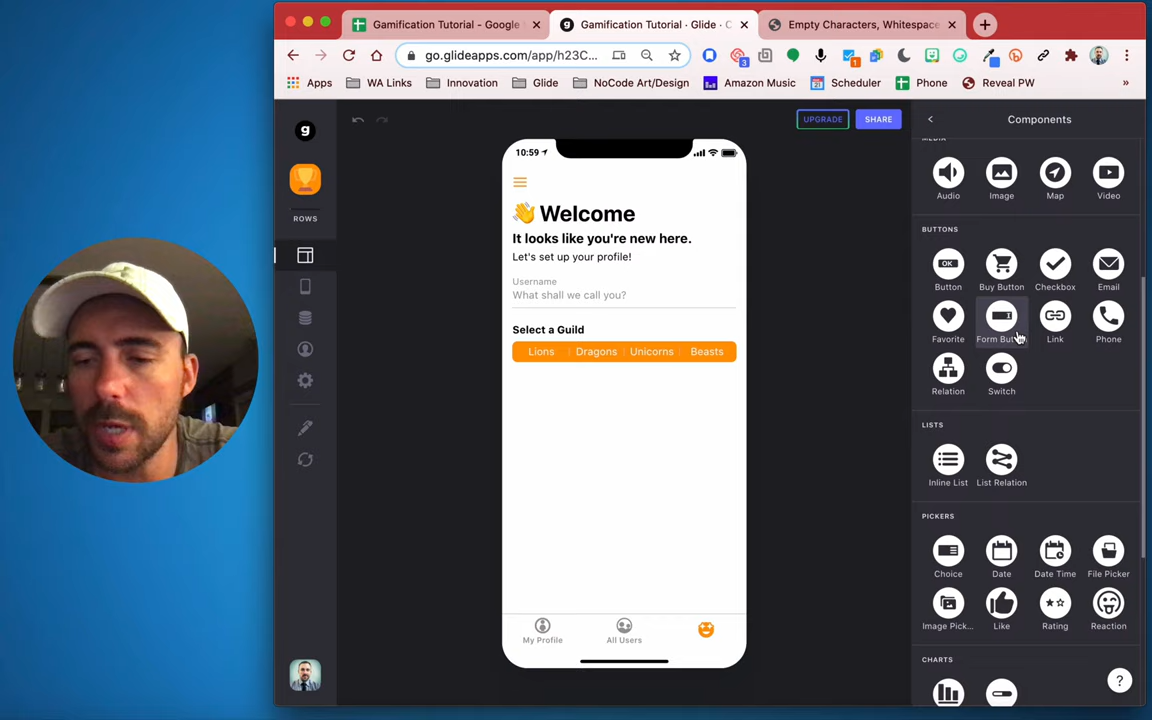 Gamification Tutorial - Google
Gamification Tutorial · Glide · C
Empty Characters, Whitespace
go.glideapps.com/app/h23C...
3
1
Apps
WA Links
Innovation
Glide
NoCode Art/Design
Amazon Music
Scheduler
Phone
Reveal PW
»
g
ROWS
UPGRADE
SHARE
Components
10:59
Welcome
It looks like you're new here.
Let's set up your profile!
Username
What shall we call you?
Select a Guild
Lions
Dragons
Unicorns
Beasts
My Profile
All Users
MEDIA
Audio
Image
Map
Video
BUTTONS
OK
Button
Buy Button
Checkbox
Email
Favorite
Form Bu
Link
Phone
Relation
Switch
LISTS
Inline List
List Relation
PICKERS
Choice
Date
Date Time
File Picker
Image Pick...
Like
Rating
Reaction
CHARTS
?